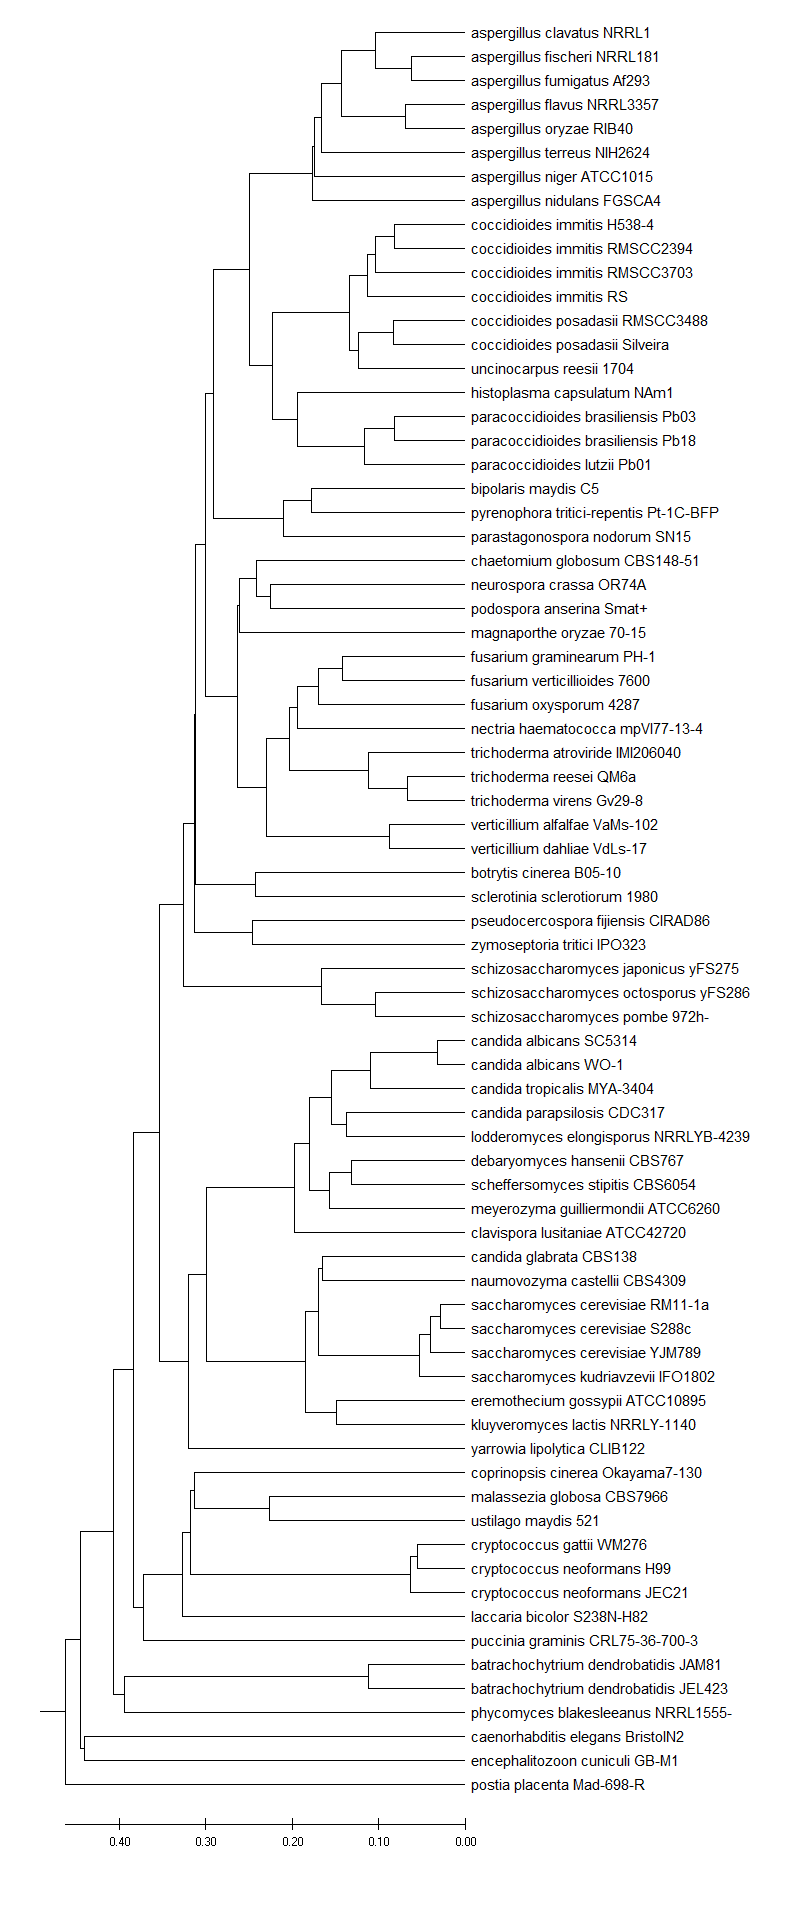 aspergillus clavatus NRRL1
aspergillus fischeri NRRL181
aspergillus fumigatus Af293
aspergillus flavus NRRL3357
aspergillus oryzae RIB40
aspergillus terreus NIH2624
aspergillus niger ATCC1015
aspergillus nidulans FGSCA4
coccidioides immitis H538-4
coccidioides immitis RMSCC2394
coccidioides immitis RMSCC3703
coccidioides immitis RS
coccidioides posadasii RMSCC3488
coccidioides posadasii Silveira
uncinocarpus reesii 1704
histoplasma capsulatum NAm1
paracoccidioides brasiliensis Pb03
paracoccidioides brasiliensis Pb18
paracoccidioides lutzii Pb01
bipolaris maydis C5
pyrenophora tritici-repentis Pt-1C-BFP
parastagonospora nodorum SN15
chaetomium globosum CBS148-51
neurospora crassa OR74A
podospora anserina Smat+
magnaporthe oryzae 70-15
fusarium graminearum PH-1
fusarium verticillioides 7600
fusarium oxysporum 4287
nectria haematococca mpVI77-13-4
trichoderma atroviride IMI206040
trichoderma reesei QM6a
trichoderma virens Gv29-8
verticillium alfalfae VaMs-102
verticillium dahliae VdLs-17
botrytis cinerea B05-10
sclerotinia sclerotiorum 1980
pseudocercospora fijiensis CIRAD86
zymoseptoria tritici IPO323
schizosaccharomyces japonicus yFS275
schizosaccharomyces octosporus yFS286
schizosaccharomyces pombe 972h-
candida albicans SC5314
candida albicans WO-1
candida tropicalis MYA-3404
candida parapsilosis CDC317
lodderomyces elongisporus NRRLYB-4239
debaryomyces hansenii CBS767
scheffersomyces stipitis CBS6054
meyerozyma guilliermondii ATCC6260
clavispora lusitaniae ATCC42720
candida glabrata CBS138
naumovozyma castellii CBS4309
saccharomyces cerevisiae RM11-1a
saccharomyces cerevisiae S288c
saccharomyces cerevisiae YJM789
saccharomyces kudriavzevii IFO1802
eremothecium gossypii ATCC10895
kluyveromyces lactis NRRLY-1140
yarrowia lipolytica CLIB122
coprinopsis cinerea Okayama7-130
malassezia globosa CBS7966
ustilago maydis 521
cryptococcus gattii WM276
cryptococcus neoformans H99
cryptococcus neoformans JEC21
laccaria bicolor S238N-H82
puccinia graminis CRL75-36-700-3
batrachochytrium dendrobatidis JAM81
batrachochytrium dendrobatidis JEL423
phycomyces blakesleeanus NRRL1555-
caenorhabditis elegans BristolN2
encephalitozoon cuniculi GB-M1
postia placenta Mad-698-R
0.40 0.30 0.20 0.10 0.00